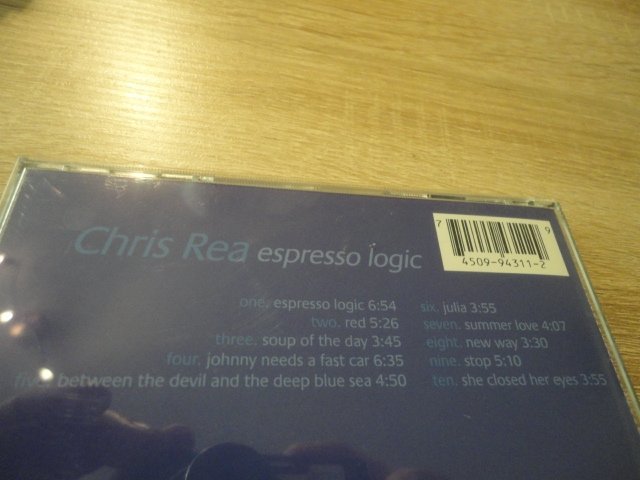 Chris Rea espresso logic
7 4509-94311-2 9
one. espresso logic 6:54
two. red 5:26
three. soup of the day 3:45
four. johnny needs a fast car 6:35
five. between the devil and the deep blue sea 4:50
six. julia 3:55
seven. summer love 4:07
eight. new way 3:30
nine. stop 5:10
ten. she closed her eyes 3:55